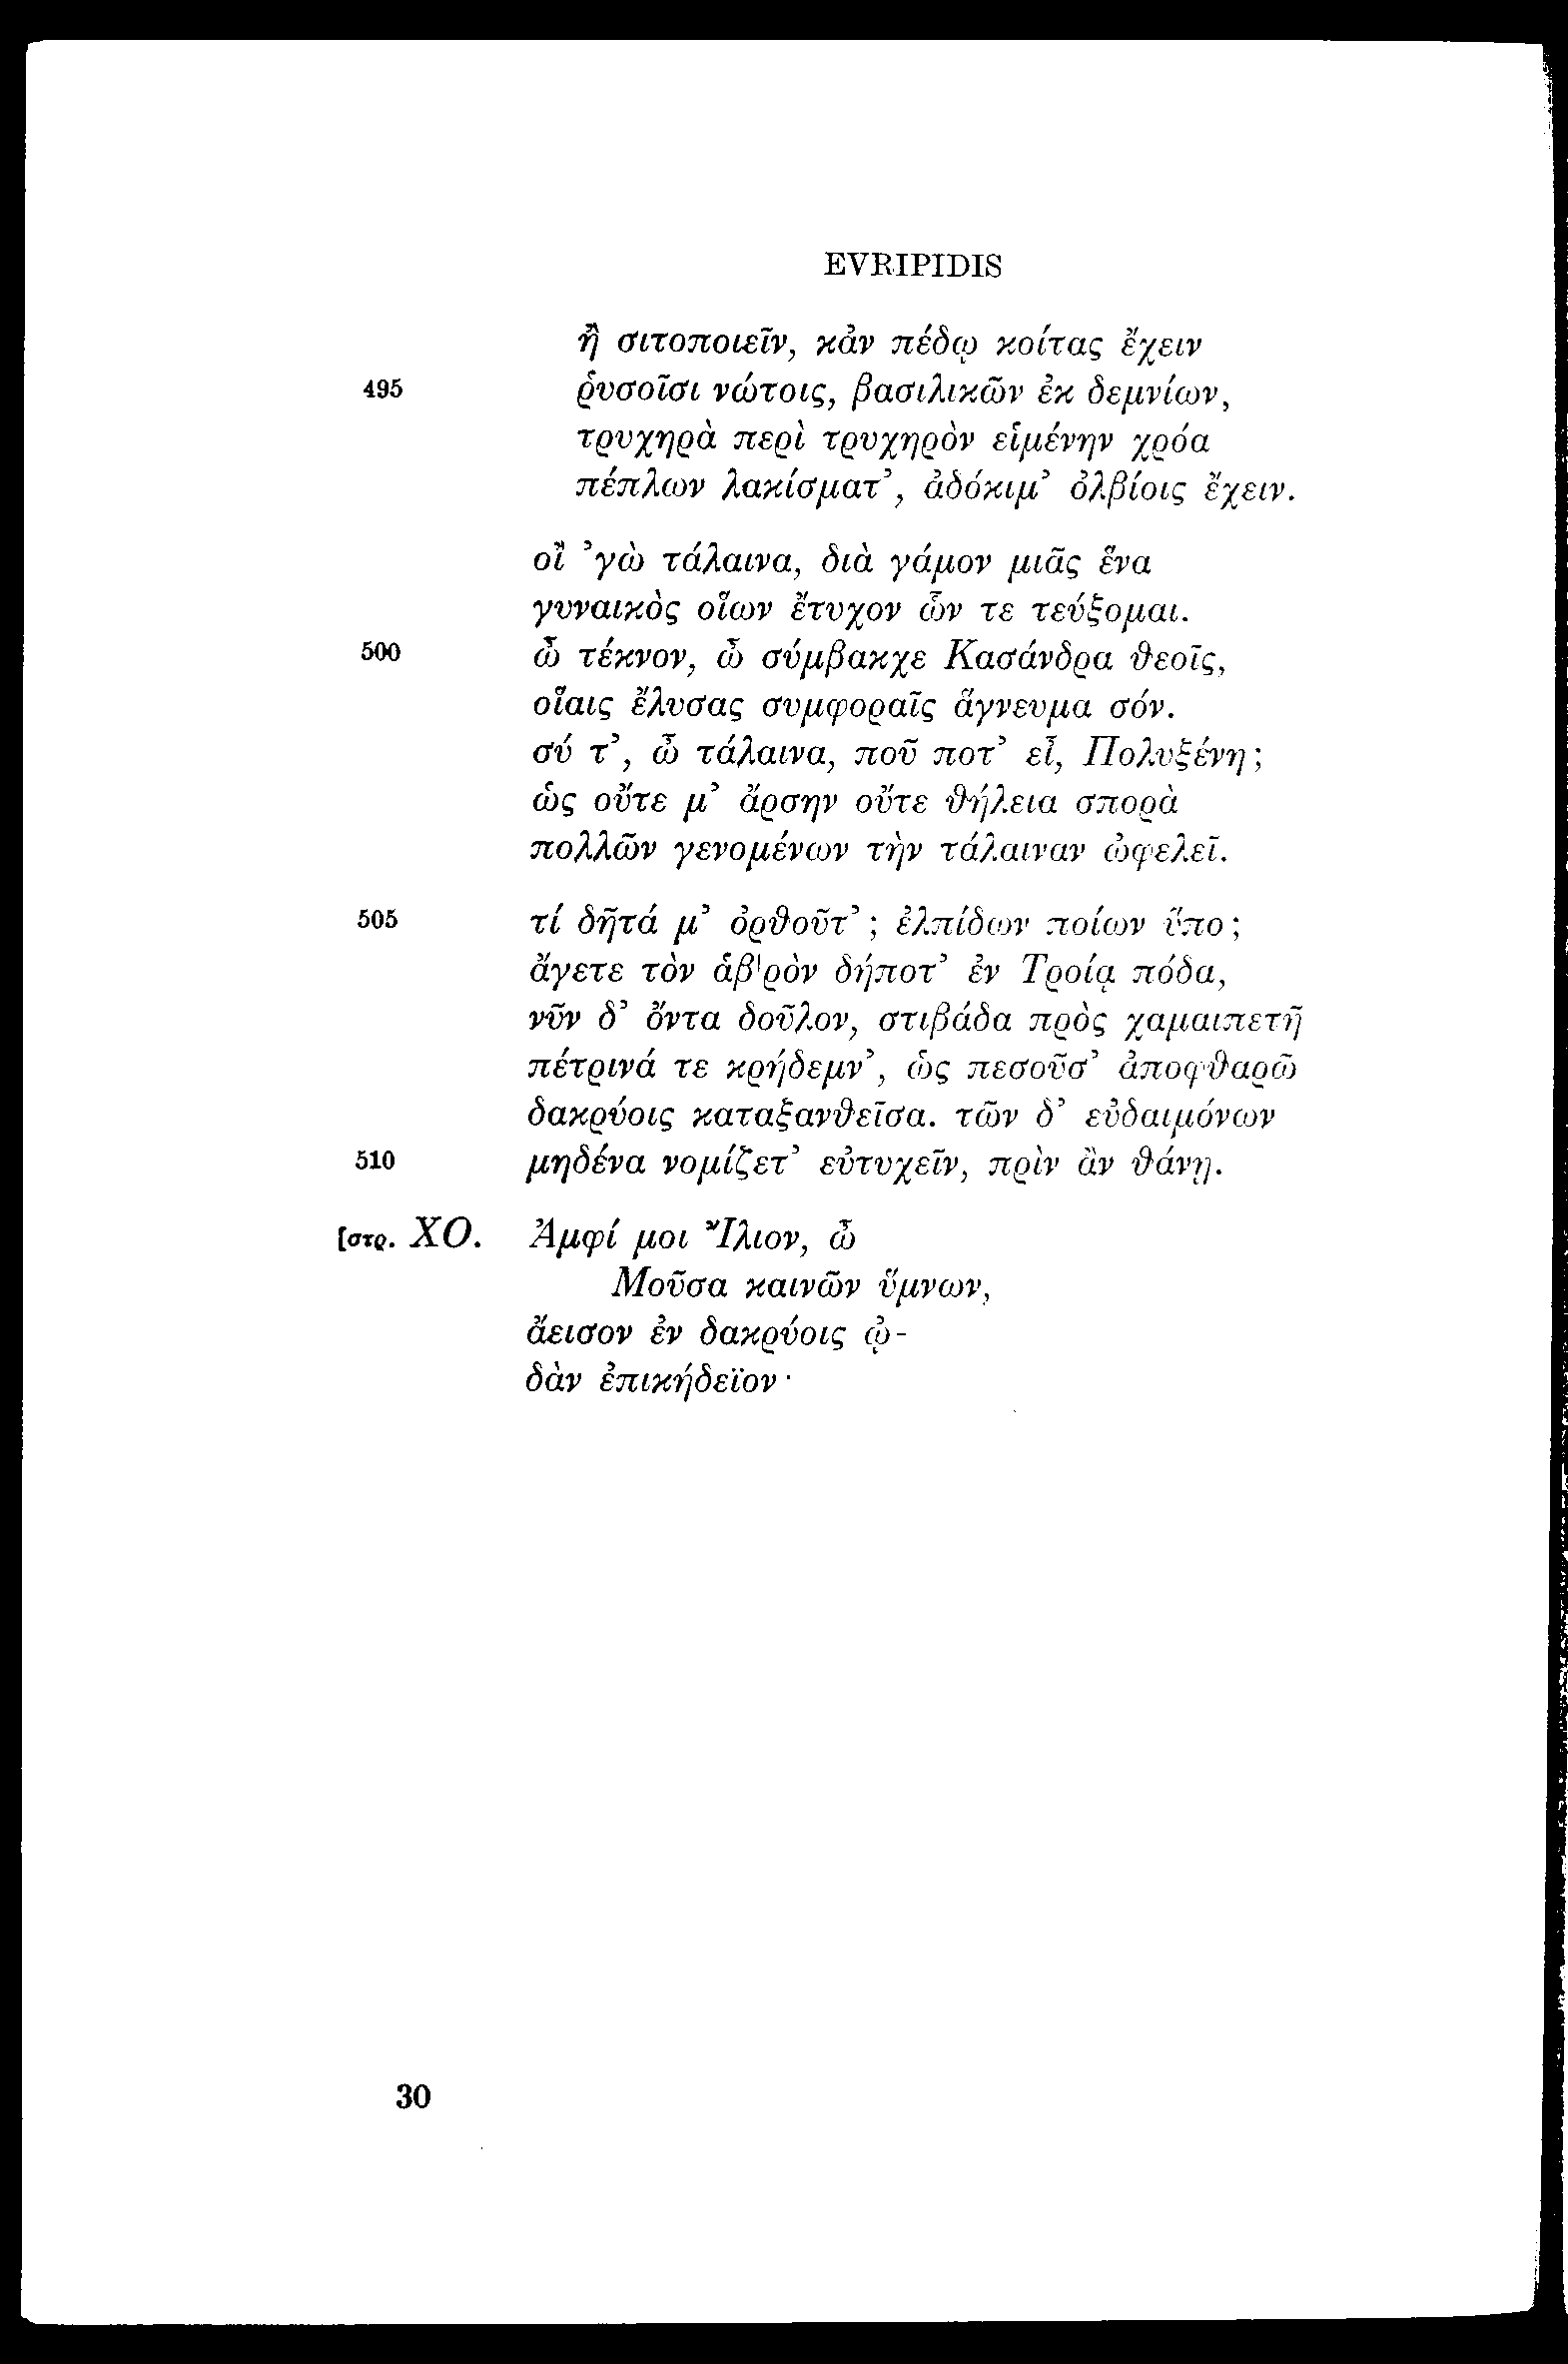 EVRIPIDIS
ἢ σιτοποιεῖν, κἀν πέδῳ κοίτας ἔχειν
495 ῥυσοῖσι νώτοις, βασιλικῶν ἐκ δεμνίων,
τρυχηρὰ περὶ τρυχηρὸν εἱμένην χρόα
πέπλων λακίσματ’, ἀδόκιμ’ ὀλβίοις ἔχειν.
οἲ ’γὼ τάλαινα, διὰ γάμον μιᾶς ἕνα
γυναικὸς οἵων ἔτυχον ὧν τε τεύξομαι.
500 ὦ τέκνον, ὦ σύμβακχε Κασάνδρα θεοῖς,
οἵαις ἔλυσας συμφοραῖς ἅγνευμα σόν.
σύ τ’, ὦ τάλαινα, ποῦ ποτ’ εἶ, Πολυξένη;
ὡς οὔτε μ’ ἄρσην οὔτε θήλεια σπορὰ
πολλῶν γενομένων τὴν τάλαιναν ὠφελεῖ.
505 τί δῆτά μ’ ὀρθοῦτ’; ἐλπίδων ποίων ὕπο;
ἄγετε τὸν ἁβρὸν δήποτ’ ἐν Τροίᾳ πόδα,
νῦν δ’ ὄντα δοῦλον, στιβάδα πρὸς χαμαιπετῆ
πέτρινά τε κρήδεμν’, ὡς πεσοῦσ’ ἀποφθαρῶ
δακρύοις καταξανθεῖσα. τῶν δ’ εὐδαιμόνων
510 μηδένα νομίζετ’ εὐτυχεῖν, πρὶν ἂν θάνῃ.
[στρ. ΧΟ. Ἀμφί μοι Ἴλιον, ὦ
Μοῦσα καινῶν ὕμνων,
ἄεισον ἐν δακρύοις ᾠ-
δὰν ἐπικήδειον·
30